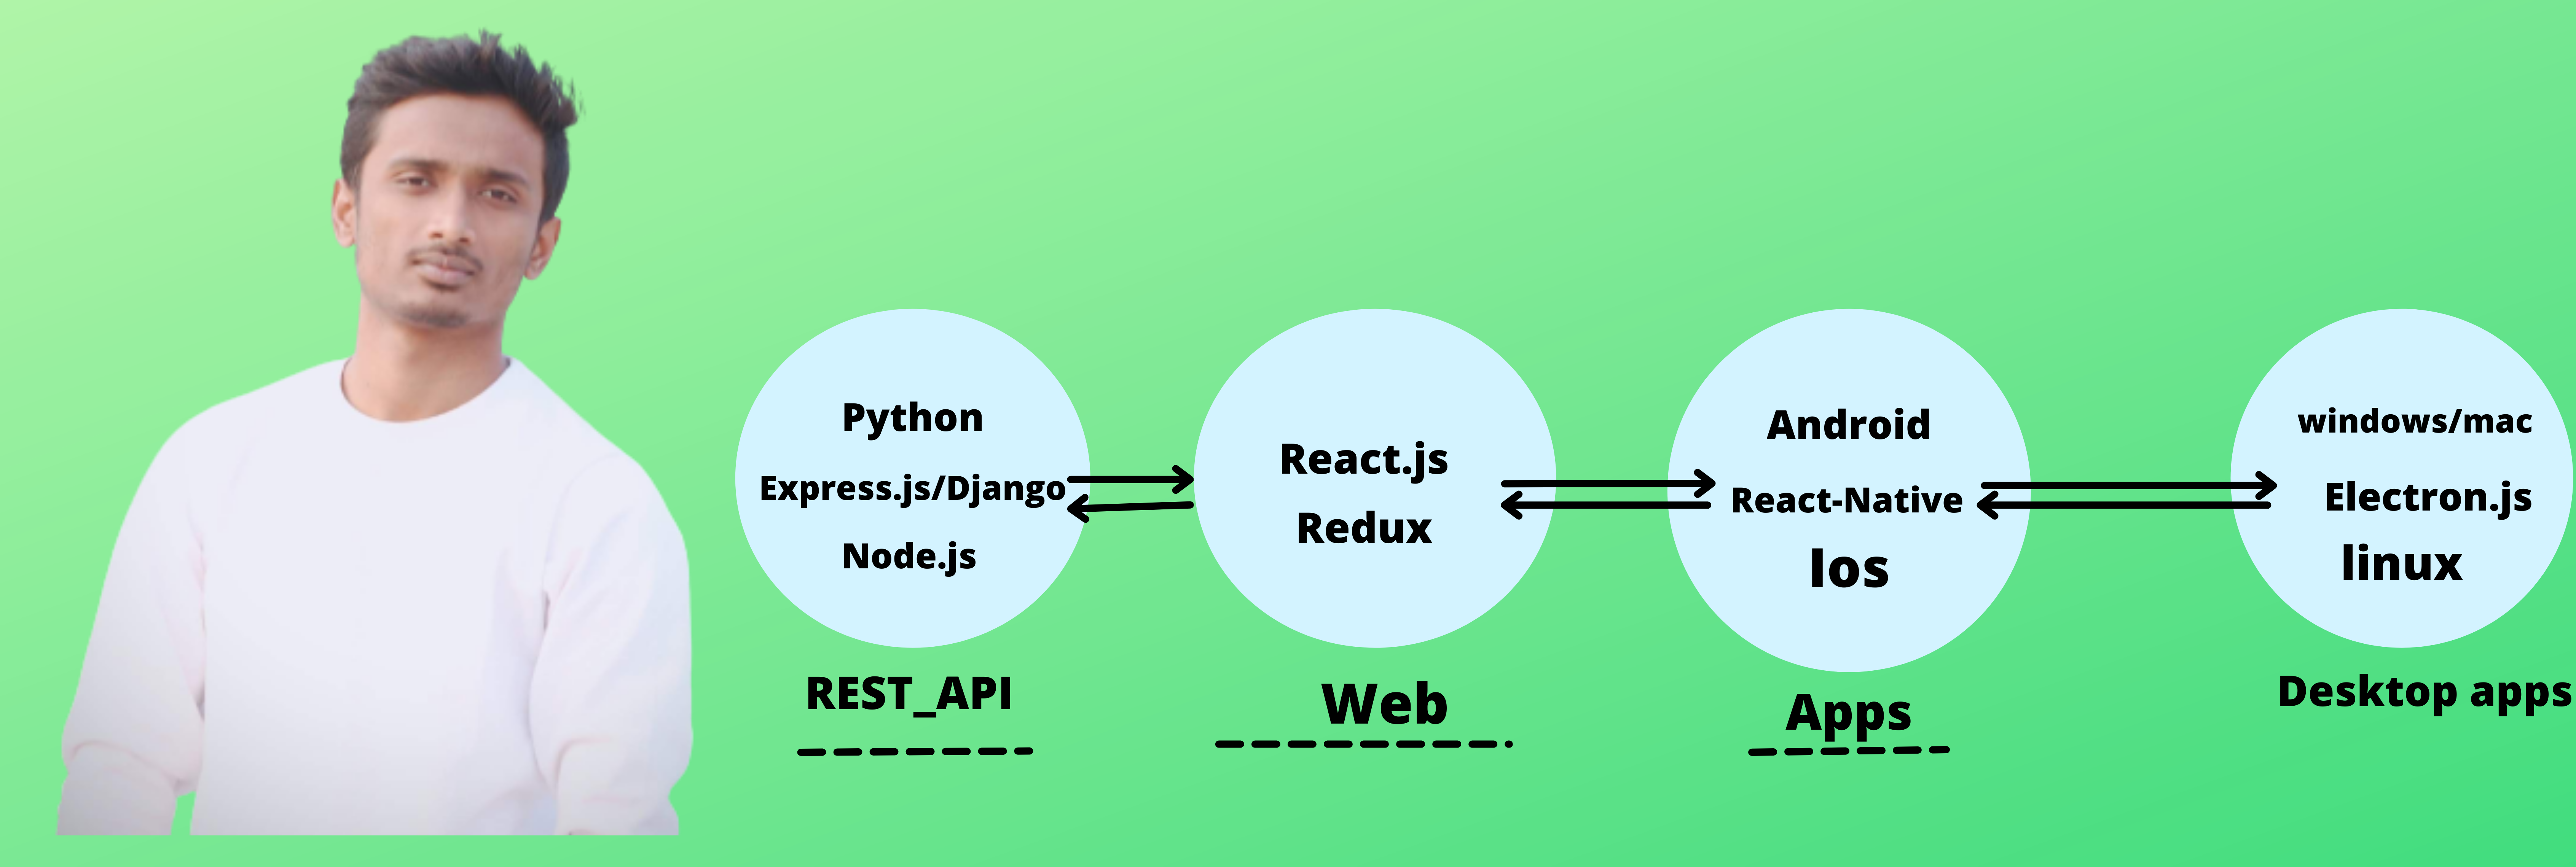 Python
Express.js/Django
Node.js
REST_API
React.js
Redux
Web
Android
React-Native
Ios
Apps
windows/mac
Electron.js
linux
Desktop apps